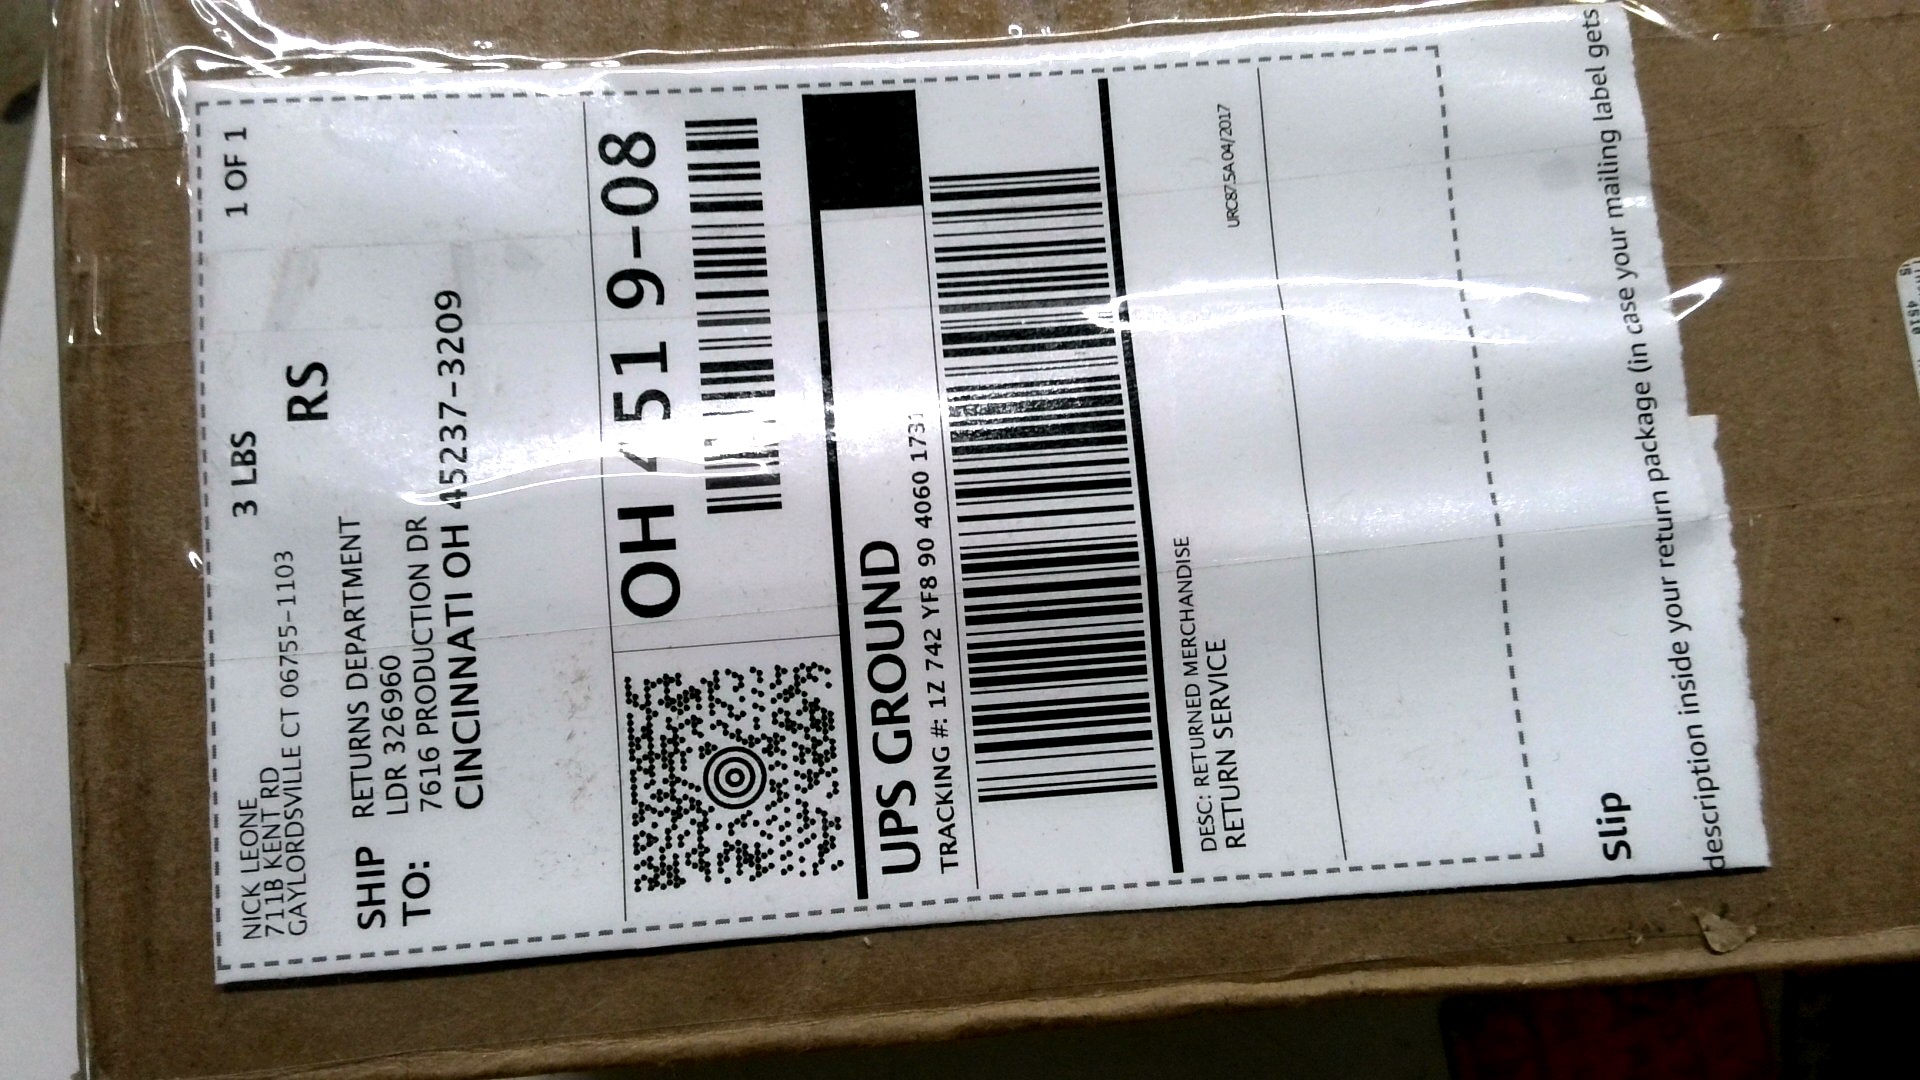 NICK LEONE
711B KENT RD
GAYLORDSVILLE CT 06755-1103
3 LBS
1 OF 1
RS
SHIP
TO:
RETURNS DEPARTMENT
LDR 326960
7616 PRODUCTION DR
CINCINNATI OH 45237-3209
OH 451 9-08
UPS GROUND
TRACKING #: 1Z 742 YF8 90 4060 1731
DESC: RETURNED MERCHANDISE
RETURN SERVICE
URC87.5A 04/2017
Slip
description inside your return package (in case your mailing label gets